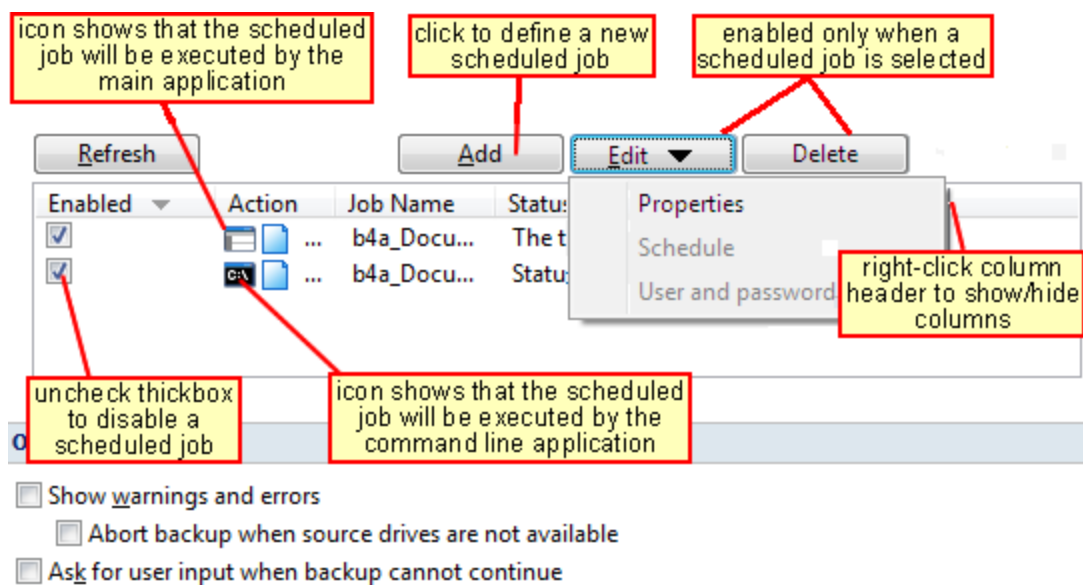 icon shows that the scheduled
job will be executed by the
main application
click to define a new
scheduled job
enabled only when a
scheduled job is selected
Refresh
Add
Edit
Delete
Enabled Action Job Name Statu
... b4a_Docu... The t
... b4a_Docu... Statu
Properties
Schedule
User and password
right-click column
header to show/hide
columns
uncheck thickbox
to disable a
scheduled job
icon shows that the scheduled
job will be executed by the
command line application
O
Show warnings and errors
Abort backup when source drives are not available
Ask for user input when backup cannot continue